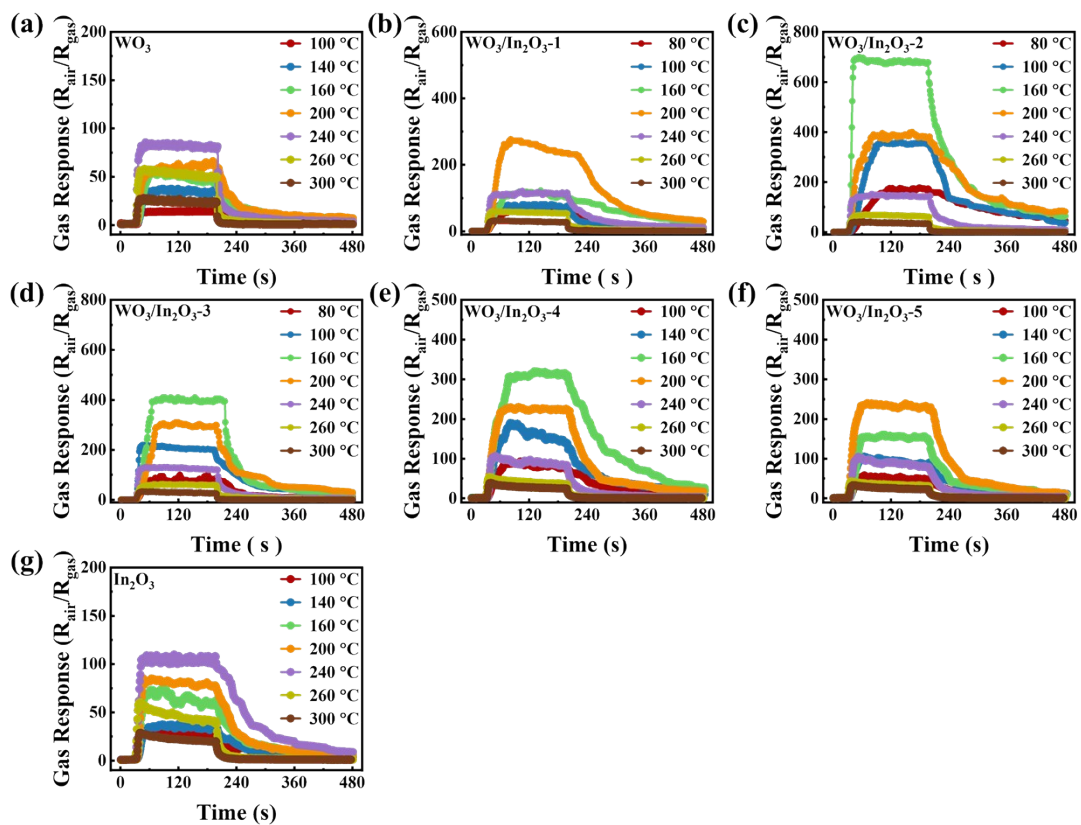 (a)
WO₃
200
150
100
50
0
Gas Response (Rair/Rgas)
100 °C
140 °C
160 °C
200 °C
240 °C
260 °C
300 °C
0 120 240 360 480
Time (s)
(b)
WO₃/In₂O₃-1
600
400
200
0
Gas Response (Rair/Rgas)
80 °C
100 °C
160 °C
200 °C
240 °C
260 °C
300 °C
0 120 240 360 480
Time ( s )
(c)
WO₃/In₂O₃-2
800
600
400
200
0
Gas Response (Rair/Rgas)
80 °C
100 °C
160 °C
200 °C
240 °C
260 °C
300 °C
0 120 240 360 480
Time ( s )
(d)
WO₃/In₂O₃-3
800
600
400
200
0
Gas Response (Rair/Rgas)
80 °C
100 °C
160 °C
200 °C
240 °C
260 °C
300 °C
0 120 240 360 480
Time ( s )
(e)
WO₃/In₂O₃-4
500
400
300
200
100
0
Gas Response (Rair/Rgas)
100 °C
140 °C
160 °C
200 °C
240 °C
260 °C
300 °C
0 120 240 360 480
Time (s)
(f)
WO₃/In₂O₃-5
500
400
300
200
100
0
Gas Response (Rair/Rgas)
100 °C
140 °C
160 °C
200 °C
240 °C
260 °C
300 °C
0 120 240 360 480
Time (s)
(g)
In₂O₃
200
150
100
50
0
Gas Response (Rair/Rgas)
100 °C
140 °C
160 °C
200 °C
240 °C
260 °C
300 °C
0 120 240 360 480
Time (s)